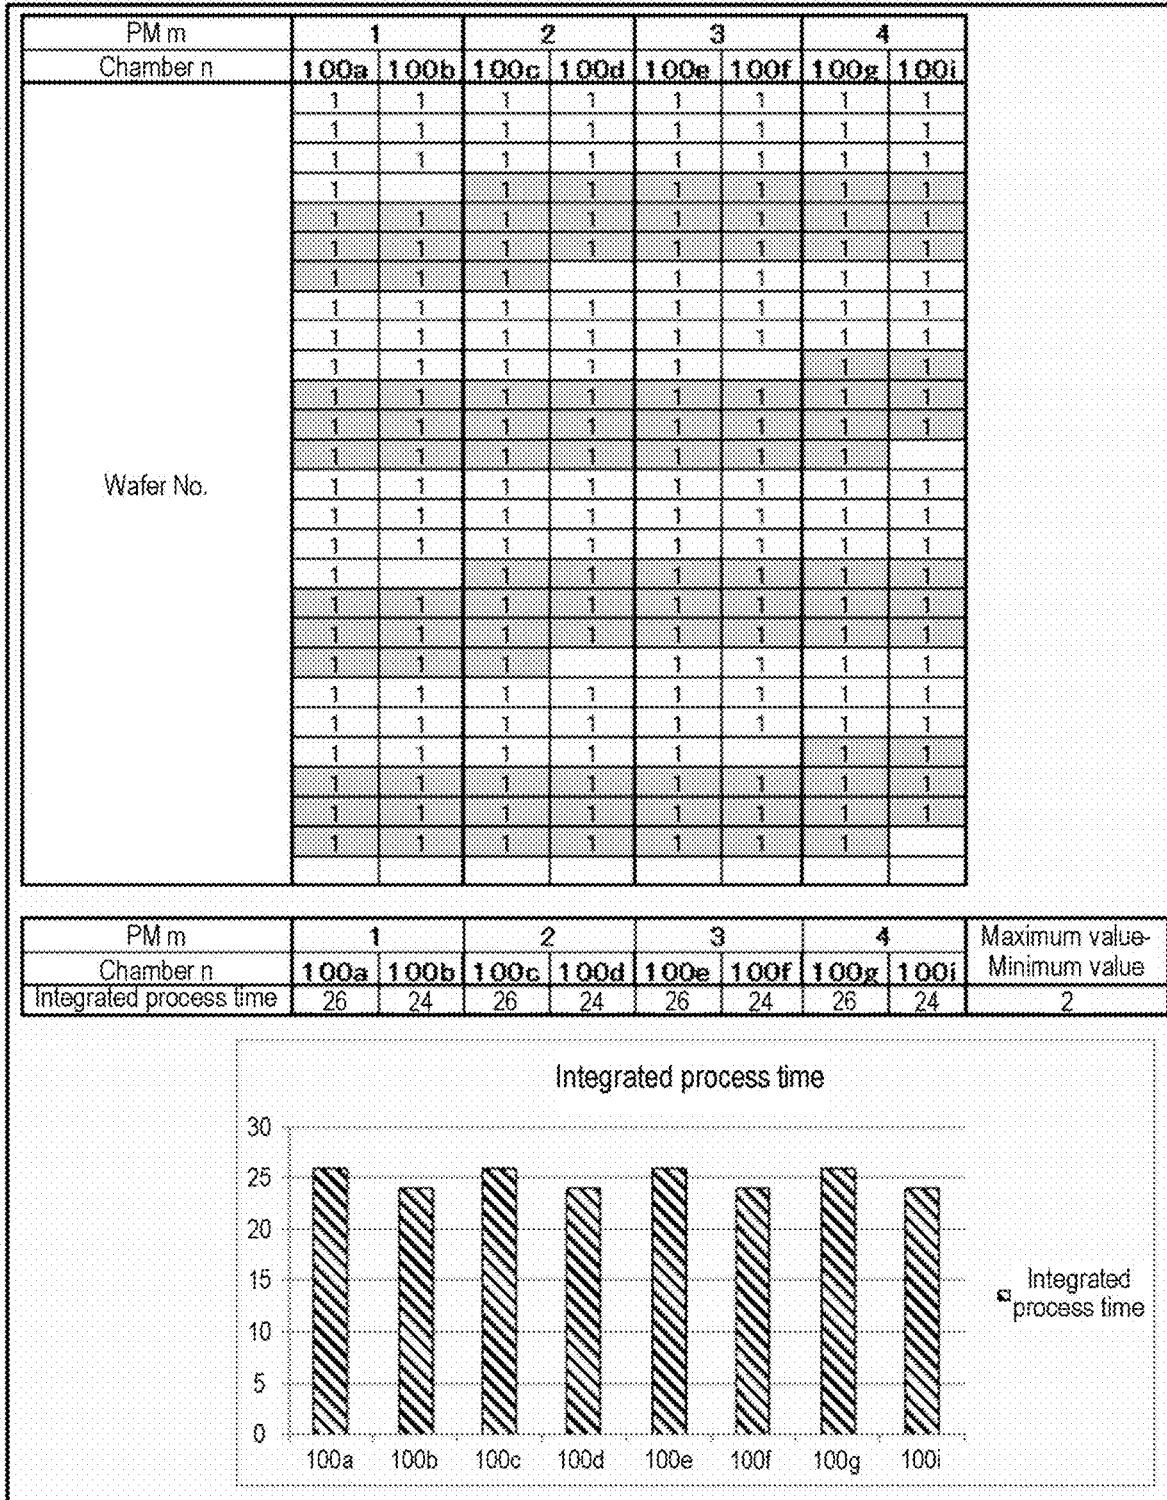 PM m 1 2 3 4
Chamber n 100a 100b 100c 100d 100e 100f 100g 100i
1 1 1 1 1 1 1 1
1 1 1 1 1 1 1 1
1 1 1 1 1 1 1 1
1 1 1 1 1 1 1
1 1 1 1 1 1 1 1
1 1 1 1 1 1 1 1
1 1 1 1 1 1 1
1 1 1 1 1 1 1 1
1 1 1 1 1 1 1 1
1 1 1 1 1 1 1
1 1 1 1 1 1 1 1
1 1 1 1 1 1 1 1
1 1 1 1 1 1 1
Wafer No. 1 1 1 1 1 1 1 1
1 1 1 1 1 1 1 1
1 1 1 1 1 1 1 1
1 1 1 1 1 1 1
1 1 1 1 1 1 1 1
1 1 1 1 1 1 1 1
1 1 1 1 1 1 1
1 1 1 1 1 1 1 1
1 1 1 1 1 1 1 1
1 1 1 1 1 1 1
1 1 1 1 1 1 1 1
1 1 1 1 1 1 1 1
1 1 1 1 1 1 1
PM m 1 2 3 4 Maximum value-
Chamber n 100a 100b 100c 100d 100e 100f 100g 100i Minimum value
Integrated process time 26 24 26 24 26 24 26 24 2
Integrated process time
30
25
20
15
10
5
0
100a 100b 100c 100d 100e 100f 100g 100i
Integrated
process time